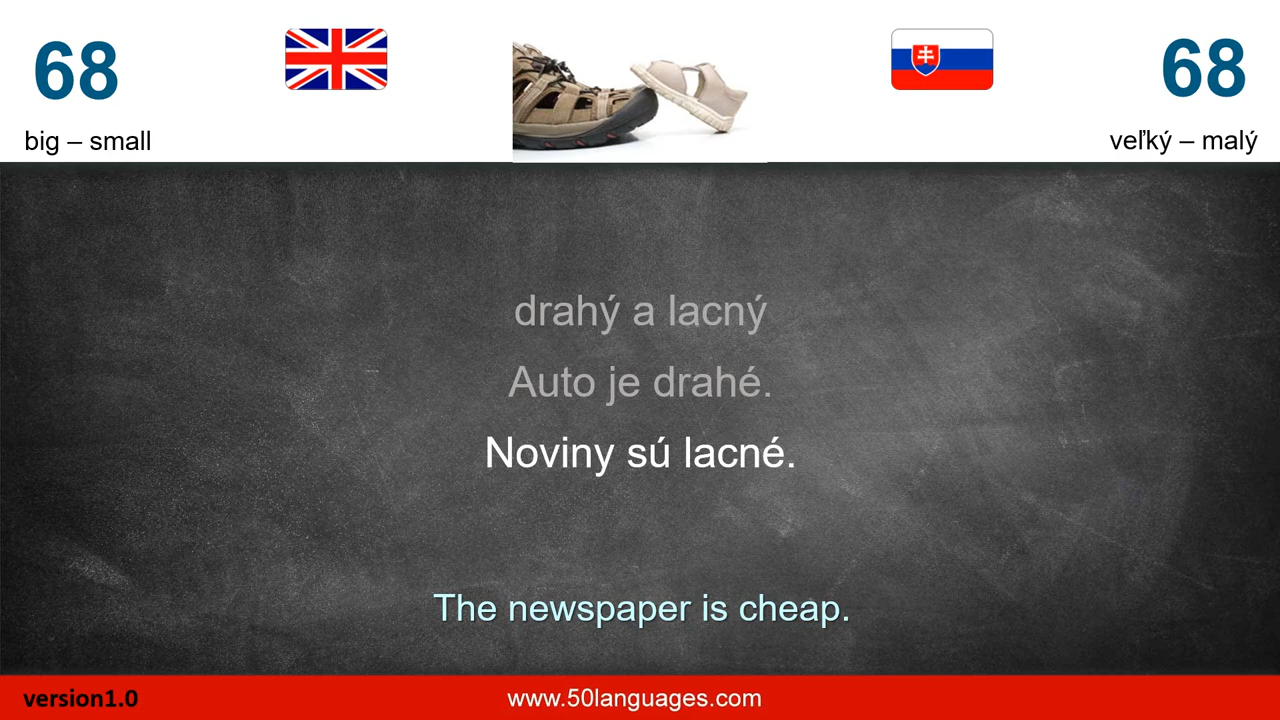 68
68
big – small
veľký – malý
drahý a lacný
Auto je drahé.
Noviny sú lacné.
The newspaper is cheap.
version1.0
www.50languages.com